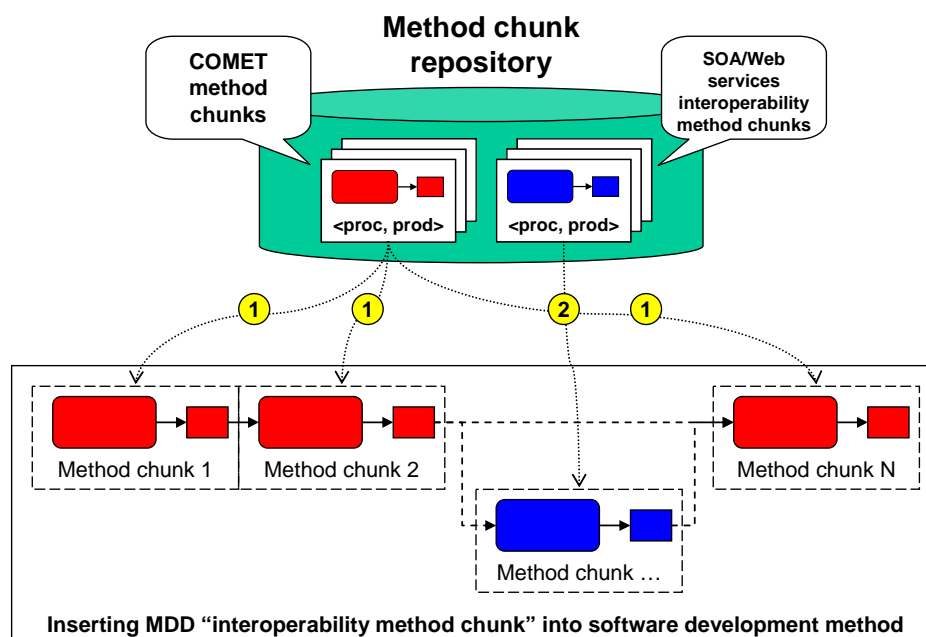 Method chunk
repository
COMET
method
chunks
SOA/Web
services
interoperability
method chunks
<proc, prod>
<proc, prod>
1
1
2
1
Method chunk 1
Method chunk 2
Method chunk N
Method chunk …
Inserting MDD “interoperability method chunk” into software development method